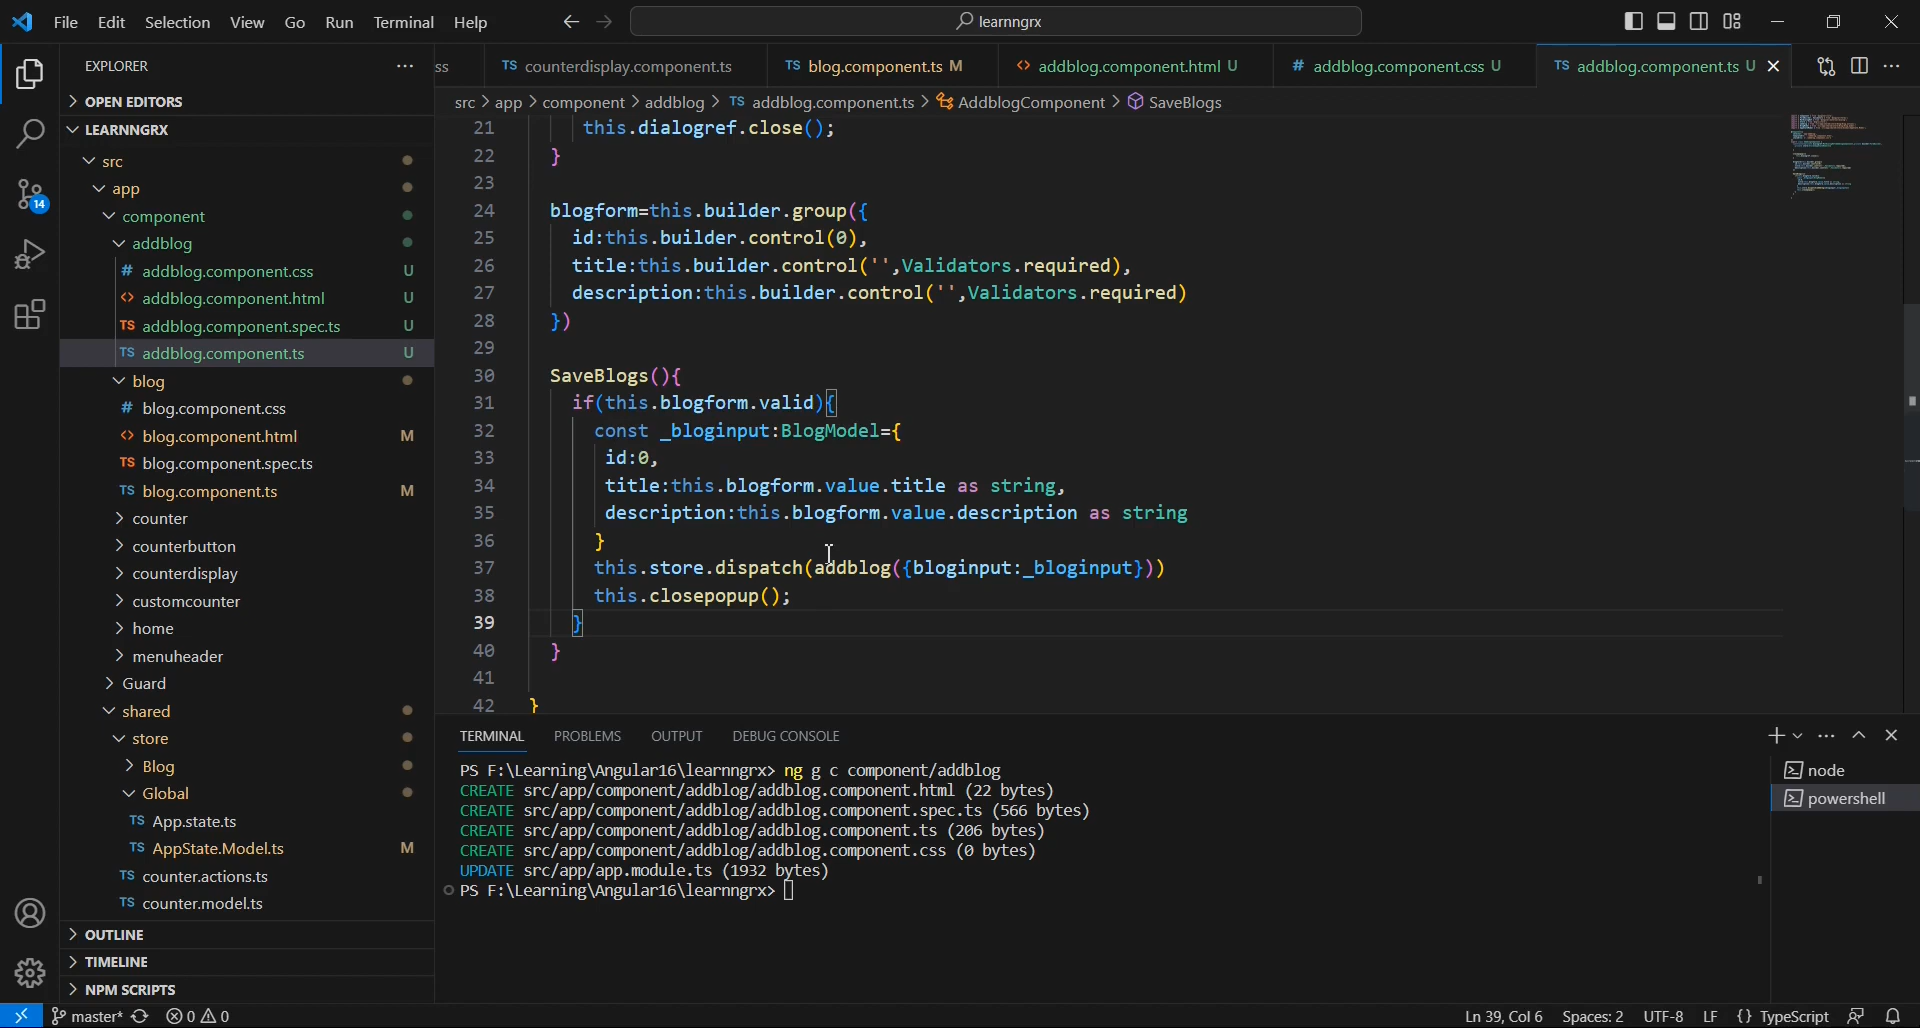 File Edit Selection View Go Run Terminal Help
learnngrx
EXPLORER
OPEN EDITORS
LEARNNGRX
src
app
component
addblog
# addblog.component.css U
<> addblog.component.html U
TS addblog.component.spec.ts U
TS addblog.component.ts U
blog
# blog.component.css
<> blog.component.html M
TS blog.component.spec.ts
TS blog.component.ts M
counter
counterbutton
counterdisplay
customcounter
home
menuheader
Guard
shared
store
Blog
Global
TS App.state.ts
TS AppState.Model.ts M
TS counter.actions.ts
TS counter.model.ts
OUTLINE
TIMELINE
NPM SCRIPTS
14
ss TS counterdisplay.component.ts TS blog.component.ts M <> addblog.component.html U # addblog.component.css U TS addblog.component.ts U
src > app > component > addblog > TS addblog.component.ts > AddblogComponent > SaveBlogs
21 this.dialogref.close();
22 }
23
24 blogform=this.builder.group({
25 id:this.builder.control(0),
26 title:this.builder.control('',Validators.required),
27 description:this.builder.control('',Validators.required)
28 })
29
30 SaveBlogs(){
31 if(this.blogform.valid){
32 const _bloginput:BlogModel={
33 id:0,
34 title:this.blogform.value.title as string,
35 description:this.blogform.value.description as string
36 }
37 this.store.dispatch(addblog({bloginput:_bloginput}))
38 this.closepopup();
39 }
40 }
41
42 }
TERMINAL PROBLEMS OUTPUT DEBUG CONSOLE
PS F:\Learning\Angular16\learnngrx> ng g c component/addblog
CREATE src/app/component/addblog/addblog.component.html (22 bytes)
CREATE src/app/component/addblog/addblog.component.spec.ts (566 bytes)
CREATE src/app/component/addblog/addblog.component.ts (206 bytes)
CREATE src/app/component/addblog/addblog.component.css (0 bytes)
UPDATE src/app/app.module.ts (1932 bytes)
PS F:\Learning\Angular16\learnngrx>
node
powershell
master* 0 0 Ln 39, Col 6 Spaces: 2 UTF-8 LF {} TypeScript